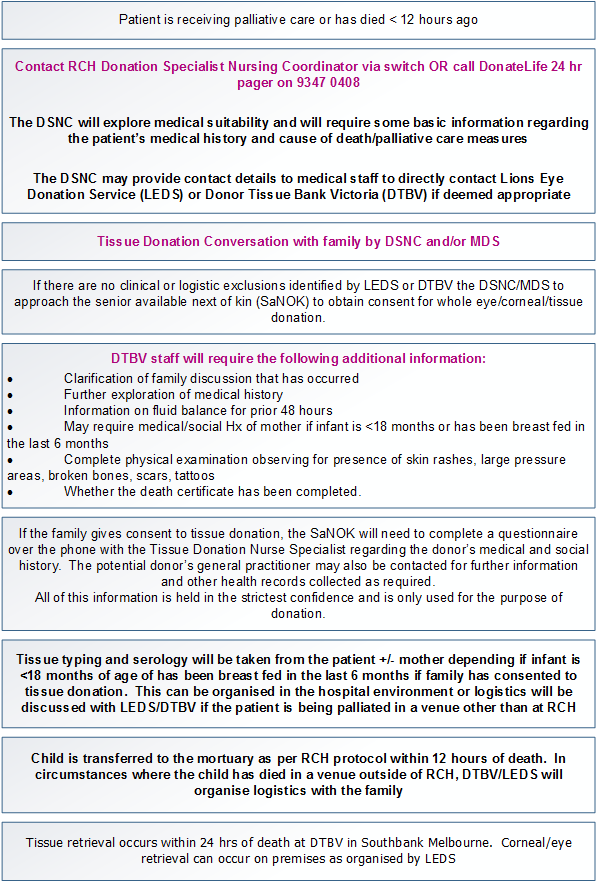 Patient is receiving palliative care or has died < 12 hours ago
Contact RCH Donation Specialist Nursing Coordinator via switch OR call DonateLife 24 hr
pager on 9347 0408
The DSNC will explore medical suitability and will require some basic information regarding
the patient's medical history and cause of death/palliative care measures
The DSNC may provide contact details to medical staff to directly contact Lions Eye
Donation Service (LEDS) or Donor Tissue Bank Victoria (DTBV) if deemed appropriate
Tissue Donation Conversation with family by DSNC and/or MDS
If there are no clinical or logistic exclusions identified by LEDS or DTBV the DSNC/MDS to
approach the senior available next of kin (SaNOK) to obtain consent for whole eye/corneal/tissue
donation.
DTBV staff will require the following additional information:
• Clarification of family discussion that has occurred
• Further exploration of medical history
• Information on fluid balance for prior 48 hours
• May require medical/social Hx of mother if infant is <18 months or has been breast fed in
the last 6 months
• Complete physical examination observing for presence of skin rashes, large pressure
areas, broken bones, scars, tattoos
• Whether the death certificate has been completed.
If the family gives consent to tissue donation, the SaNOK will need to complete a questionnaire
over the phone with the Tissue Donation Nurse Specialist regarding the donor's medical and social
history. The potential donor's general practitioner may also be contacted for further information
and other health records collected as required.
All of this information is held in the strictest confidence and is only used for the purpose of
donation.
Tissue typing and serology will be taken from the patient +/- mother depending if infant is
<18 months of age of has been breast fed in the last 6 months if family has consented to
tissue donation. This can be organised in the hospital environment or logistics will be
discussed with LEDS/DTBV if the patient is being palliated in a venue other than at RCH
Child is transferred to the mortuary as per RCH protocol within 12 hours of death. In
circumstances where the child has died in a venue outside of RCH, DTBV/LEDS will
organise logistics with the family
Tissue retrieval occurs within 24 hrs of death at DTBV in Southbank Melbourne. Corneal/eye
retrieval can occur on premises as organised by LEDS